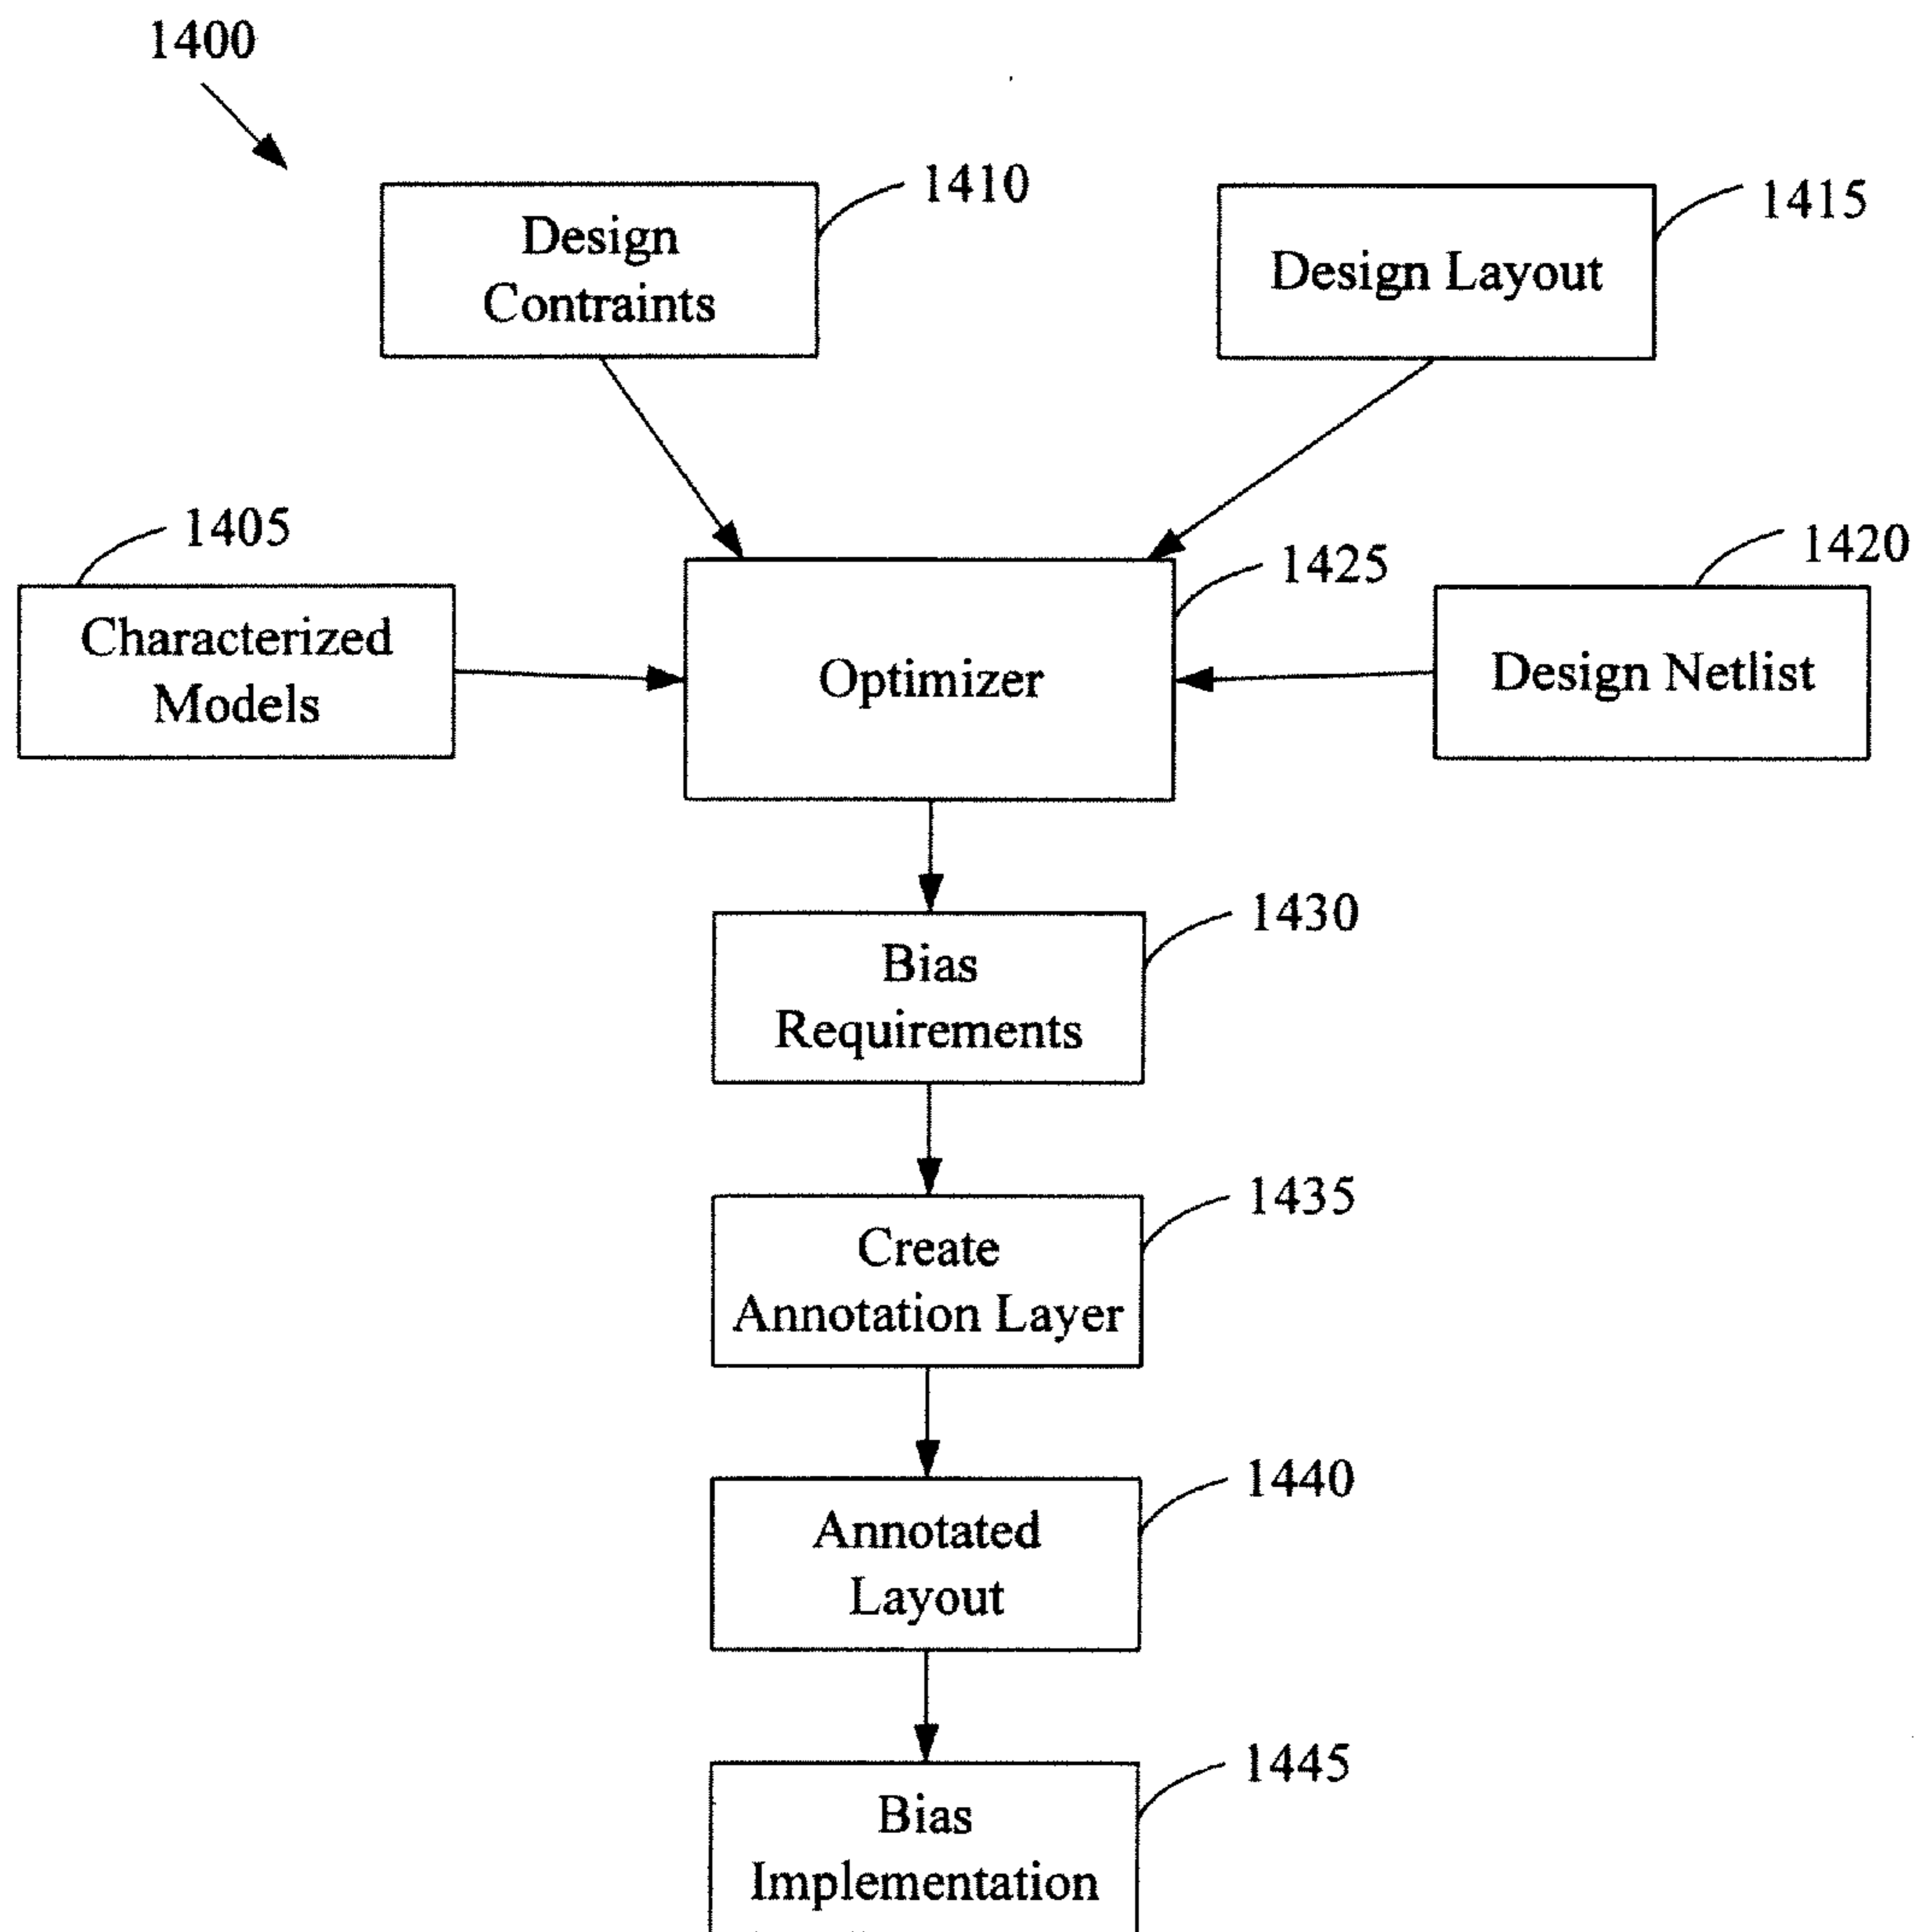 1400
Design
Contraints
1410
Design Layout
1415
1405
Characterized
Models
Optimizer
1425
Design Netlist
1420
Bias
Requirements
1430
Create
Annotation Layer
1435
Annotated
Layout
1440
Bias
Implementation
1445